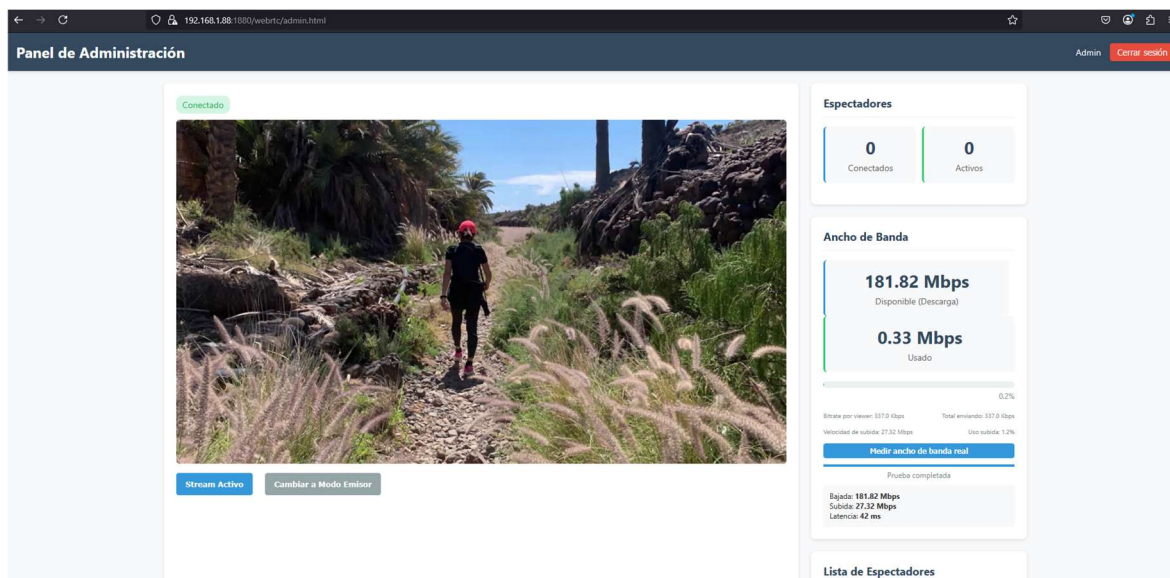 192.168.1.88:1880/webrtc/admin.html
Panel de Administración
Admin
Cerrar sesión
Conectado
Stream Activo
Cambiar a Modo Emisor
Espectadores
0
Conectados
0
Activos
Ancho de Banda
181.82 Mbps
Disponible (Descarga)
0.33 Mbps
Usado
0.2%
Bitrate por viewer: 337.0 Kbps
Total enviando: 337.0 Kbps
Velocidad de subida: 27.32 Mbps
Uso subida: 1.2%
Medir ancho de banda real
Prueba completada
Bajada: 181.82 Mbps
Subida: 27.32 Mbps
Latencia: 42 ms
Lista de Espectadores